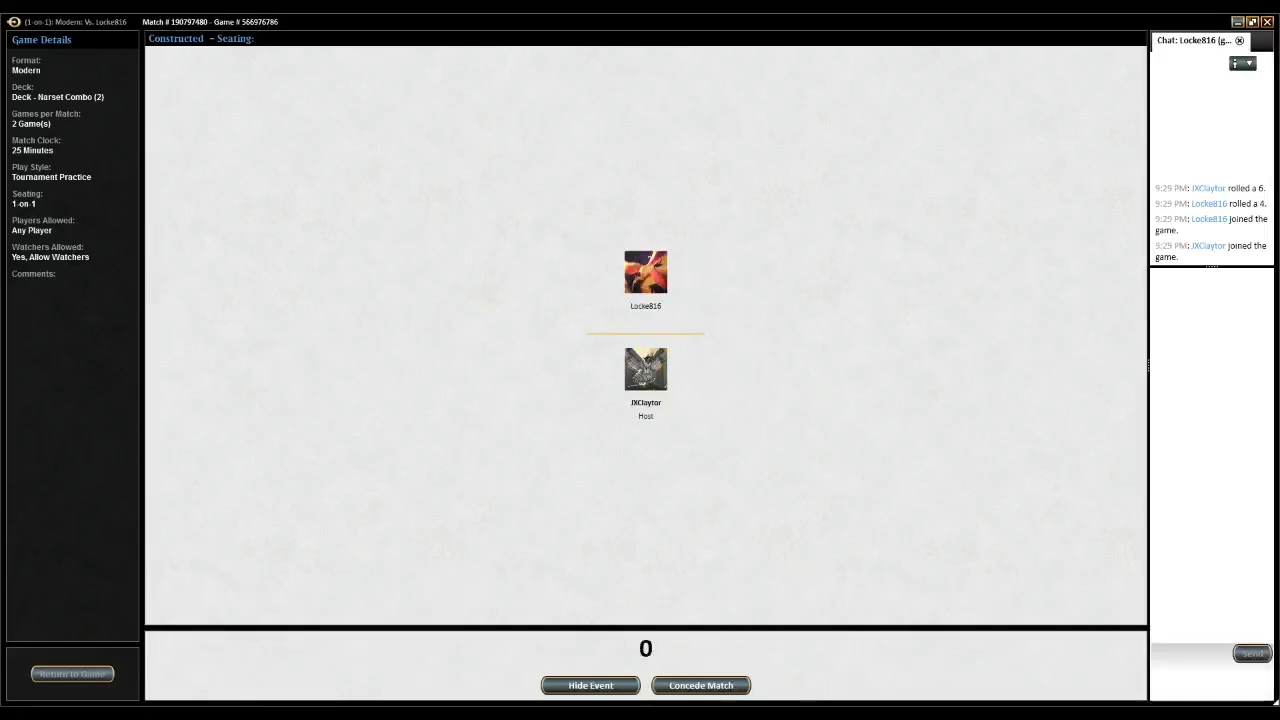 (1-on-1): Modern: Vs. Locke816 Match # 190797480 - Game # 566976786
Game Details
Format:
Modern
Deck:
Deck - Narset Combo (2)
Games per Match:
2 Game(s)
Match Clock:
25 Minutes
Play Style:
Tournament Practice
Seating:
1-on-1
Players Allowed:
Any Player
Watchers Allowed:
Yes, Allow Watchers
Comments:
Return to Game
Constructed - Seating:
Locke816
JXClaytor
Host
0
Hide Event Concede Match
Chat: Locke816 (g...
9:29 PM: JXClaytor rolled a 6.
9:29 PM: Locke816 rolled a 4.
9:29 PM: Locke816 joined the
game.
9:29 PM: JXClaytor joined the
game.
Send